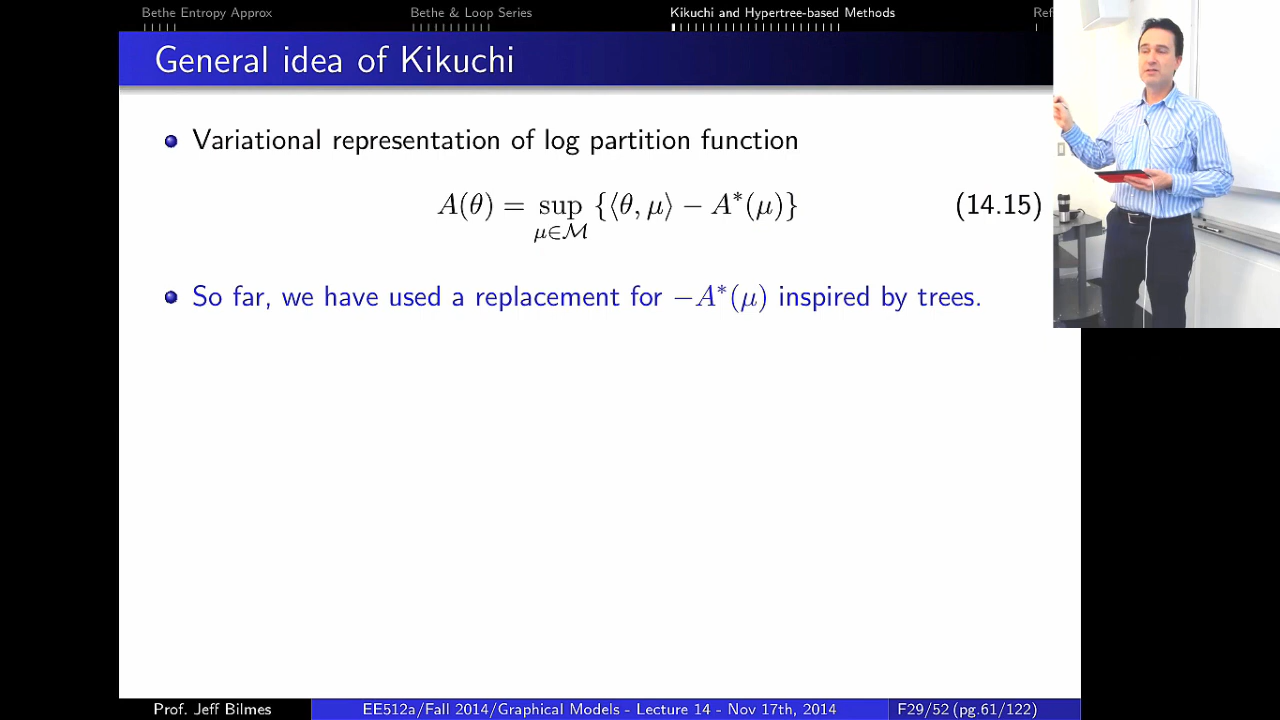 Bethe Entropy Approx Bethe & Loop Series Kikuchi and Hypertree-based Methods Ref
General idea of Kikuchi
Variational representation of log partition function
A(θ) = sup {⟨θ, μ⟩ − A*(μ)} (14.15)
μ∈ℳ
So far, we have used a replacement for −A*(μ) inspired by trees.
Prof. Jeff Bilmes EE512a/Fall 2014/Graphical Models - Lecture 14 - Nov 17th, 2014 F29/52 (pg.61/122)